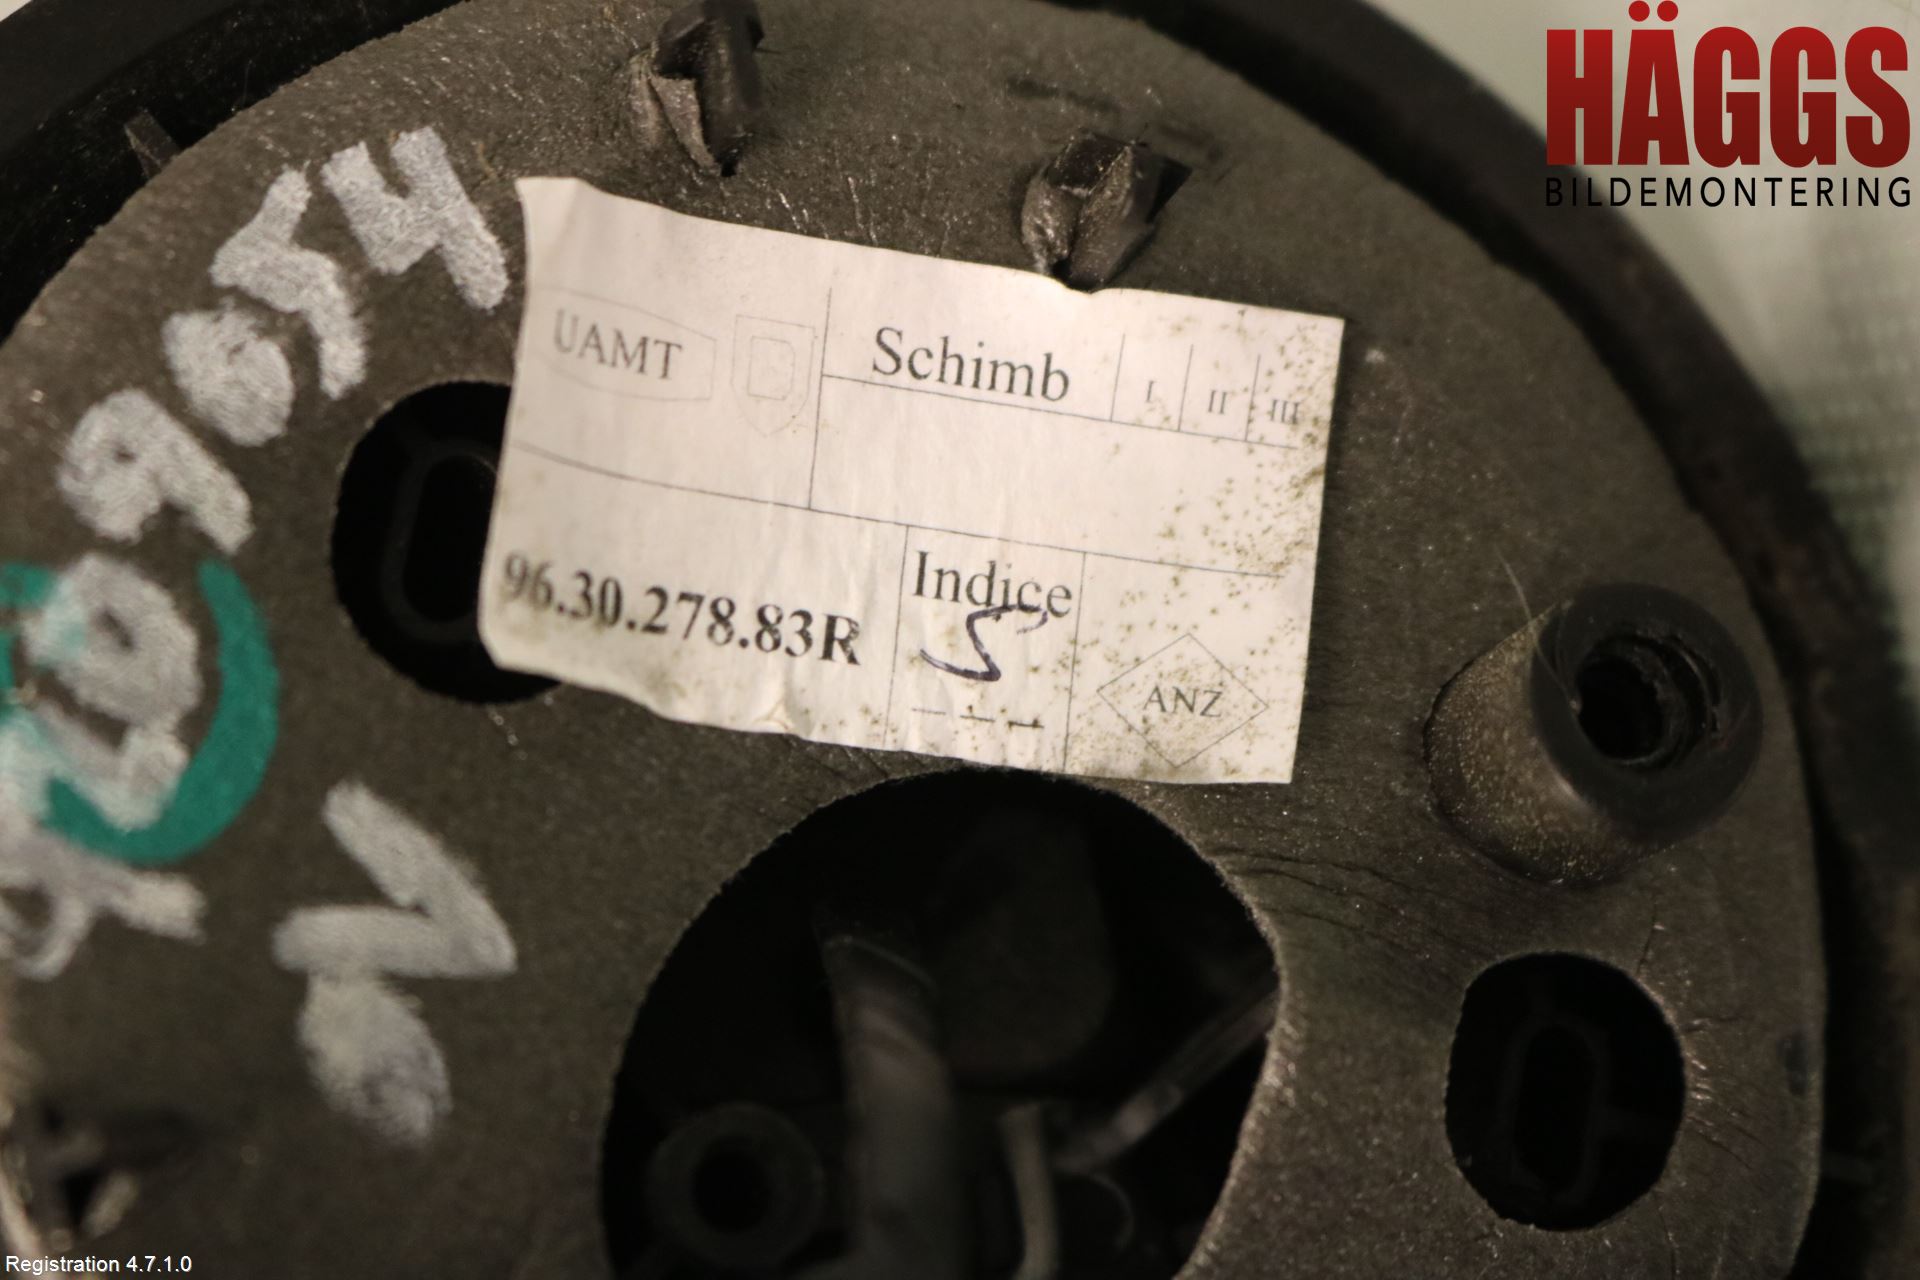 HÄGGS
BILDEMONTERING
UAMT
Schimb
I II III
96.30.278.83R
Indice
5
ANZ
Registration 4.7.1.0